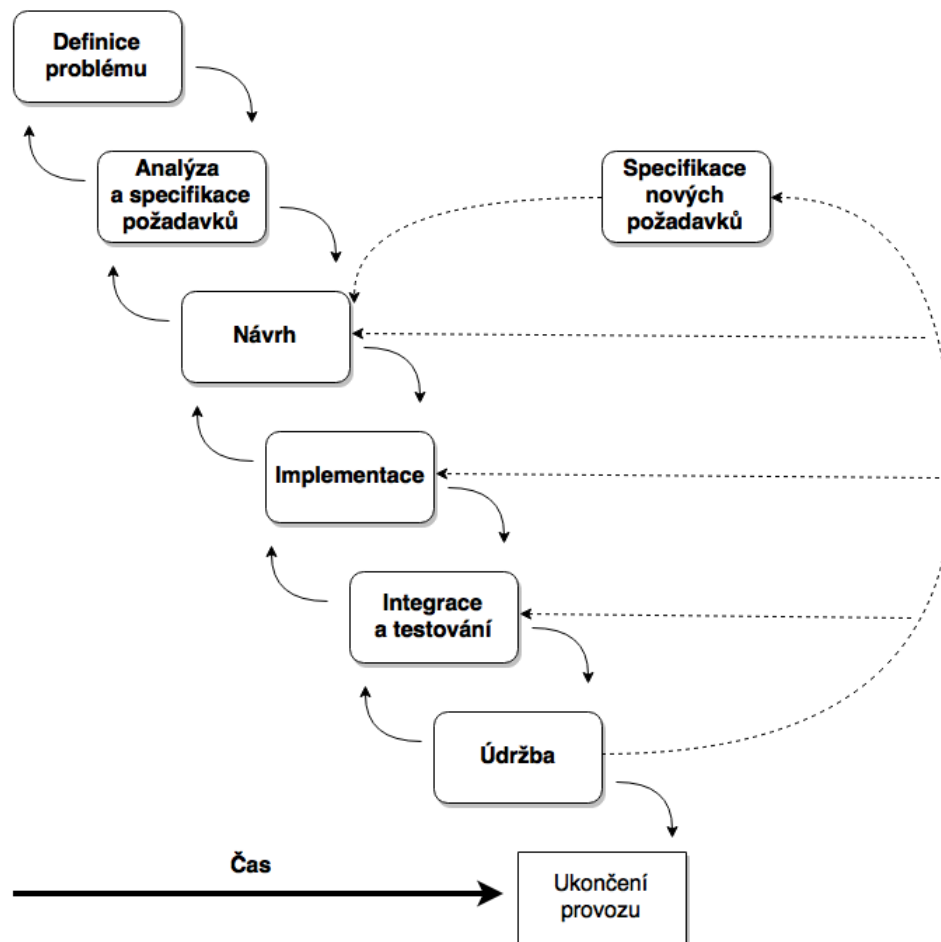 Definice
problému
Analýza
a specifikace
požadavků
Specifikace
nových
požadavků
Návrh
Implementace
Integrace
a testování
Údržba
Čas
Ukončení
provozu